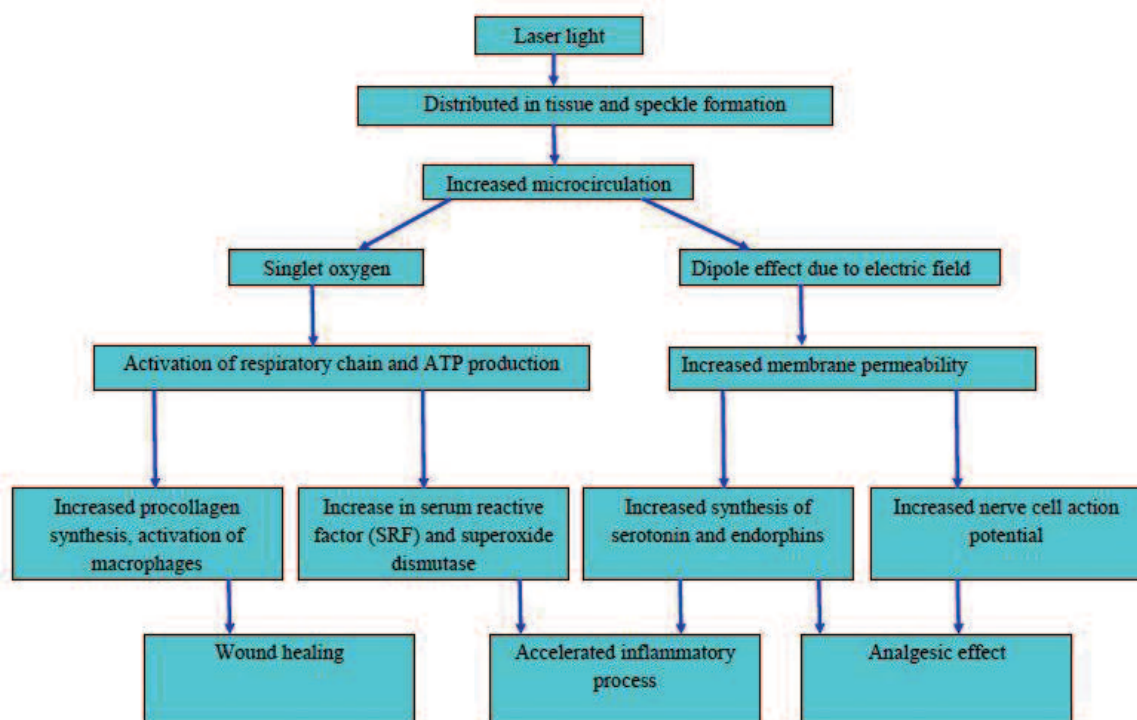 Laser light
Distributed in tissue and speckle formation
Increased microcirculation
Singlet oxygen
Dipole effect due to electric field
Activation of respiratory chain and ATP production
Increased membrane permeability
Increased procollagen
synthesis, activation of
macrophages
Increase in serum reactive
factor (SRF) and superoxide
dismutase
Increased synthesis of
serotonin and endorphins
Increased nerve cell action
potential
Wound healing
Accelerated inflammatory
process
Analgesic effect